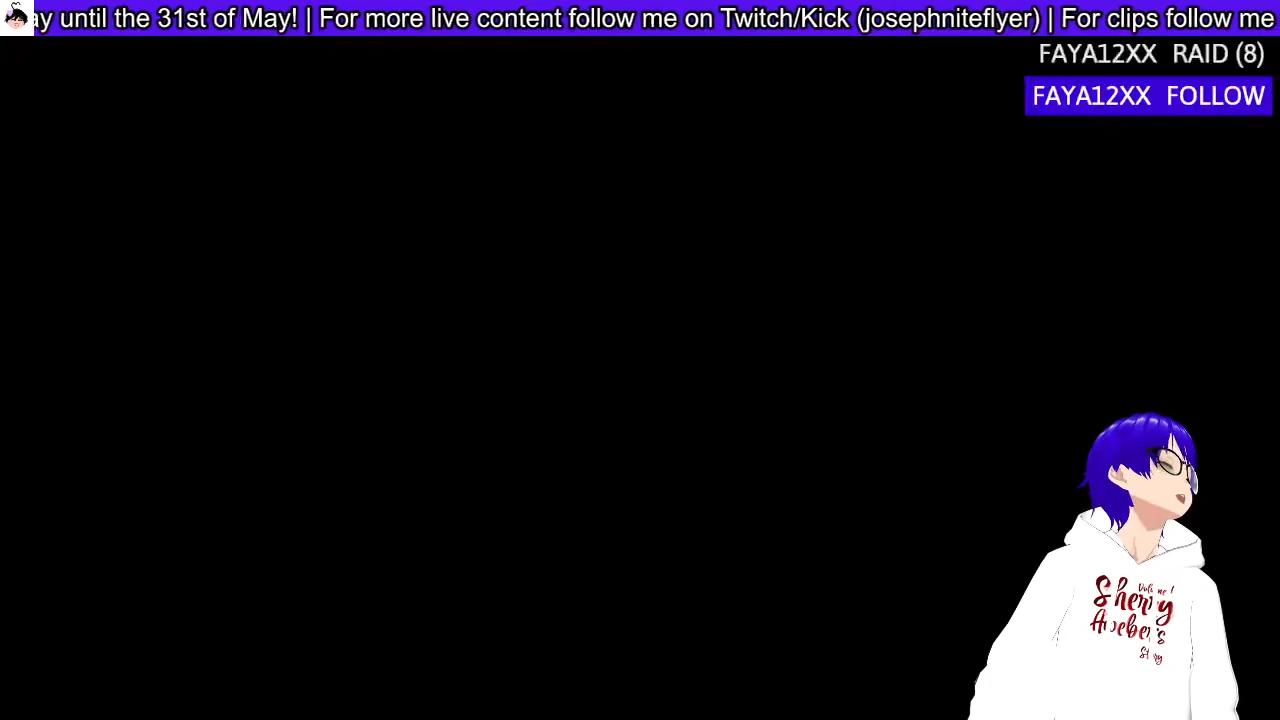 ay until the 31st of May! | For more live content follow me on Twitch/Kick (josephniteflyer) | For clips follow me
FAYA12XX RAID (8)
FAYA12XX FOLLOW
Sherry